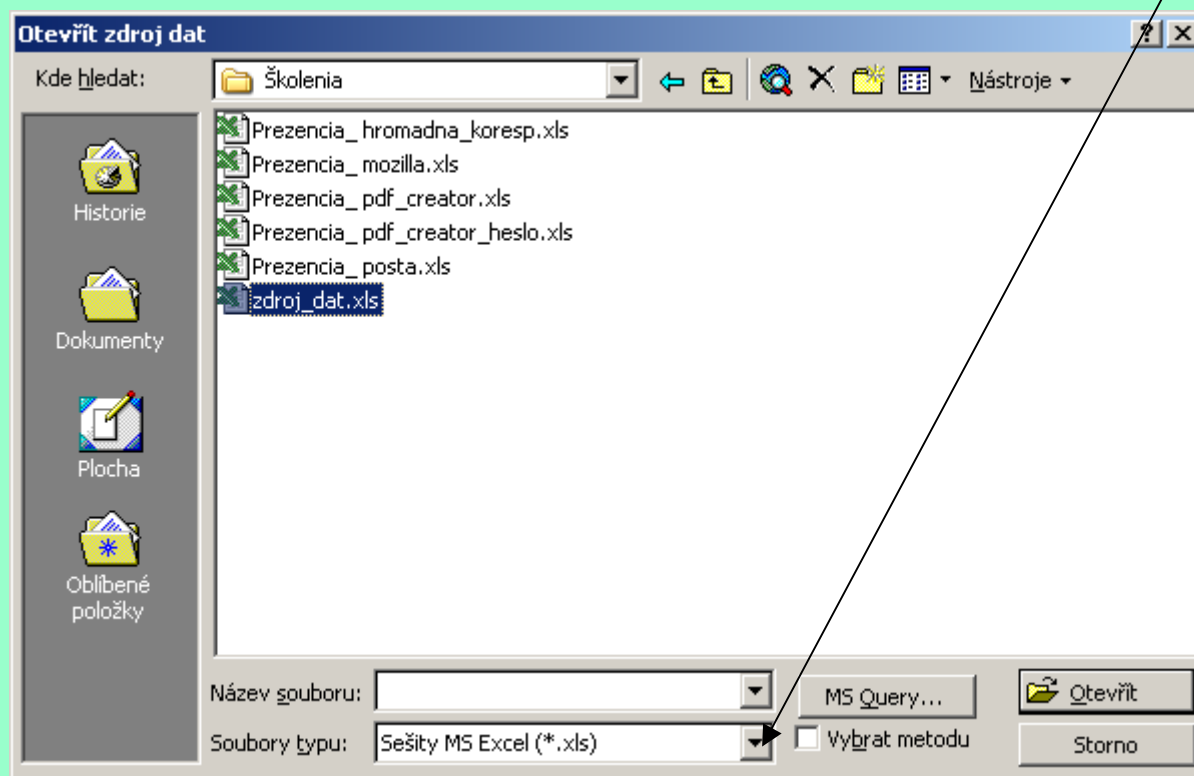 Otevřít zdroj dat
Kde hledat: Školenia Nástroje
Prezencia_ hromadna_koresp.xls
Prezencia_ mozilla.xls
Prezencia_ pdf_creator.xls
Prezencia_ pdf_creator_heslo.xls
Prezencia_ posta.xls
zdroj_dat.xls
Historie
Dokumenty
Plocha
Oblíbené
položky
Název souboru: MS Query... Otevřít
Soubory typu: Sešity MS Excel (*.xls) Vybrat metodu Storno